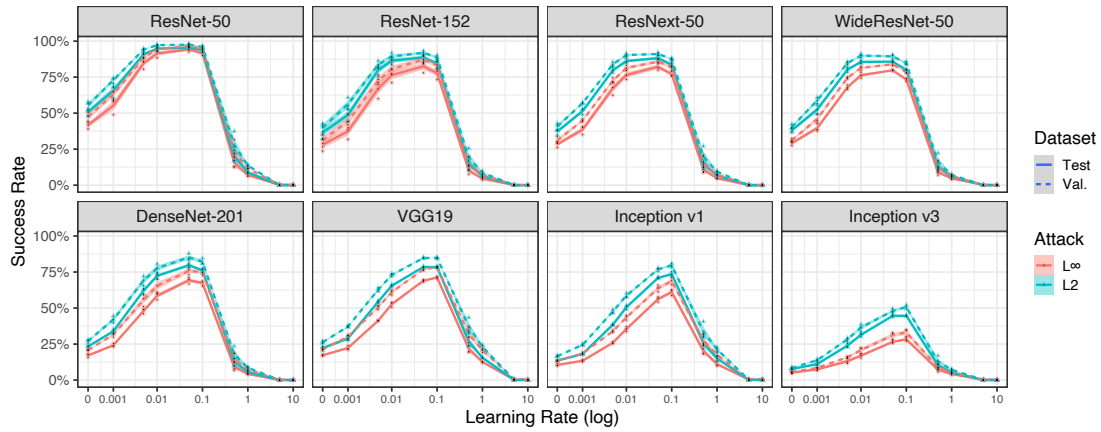 ResNet-50 ResNet-152 ResNext-50 WideResNet-50
100%
75%
50%
25%
0%
DenseNet-201 VGG19 Inception v1 Inception v3
100%
75%
50%
25%
0%
0 0.001 0.01 0.1 1 10 0 0.001 0.01 0.1 1 10 0 0.001 0.01 0.1 1 10 0 0.001 0.01 0.1 1 10
Learning Rate (log)
Success Rate
Dataset
Test
Val.
Attack
L∞
L2